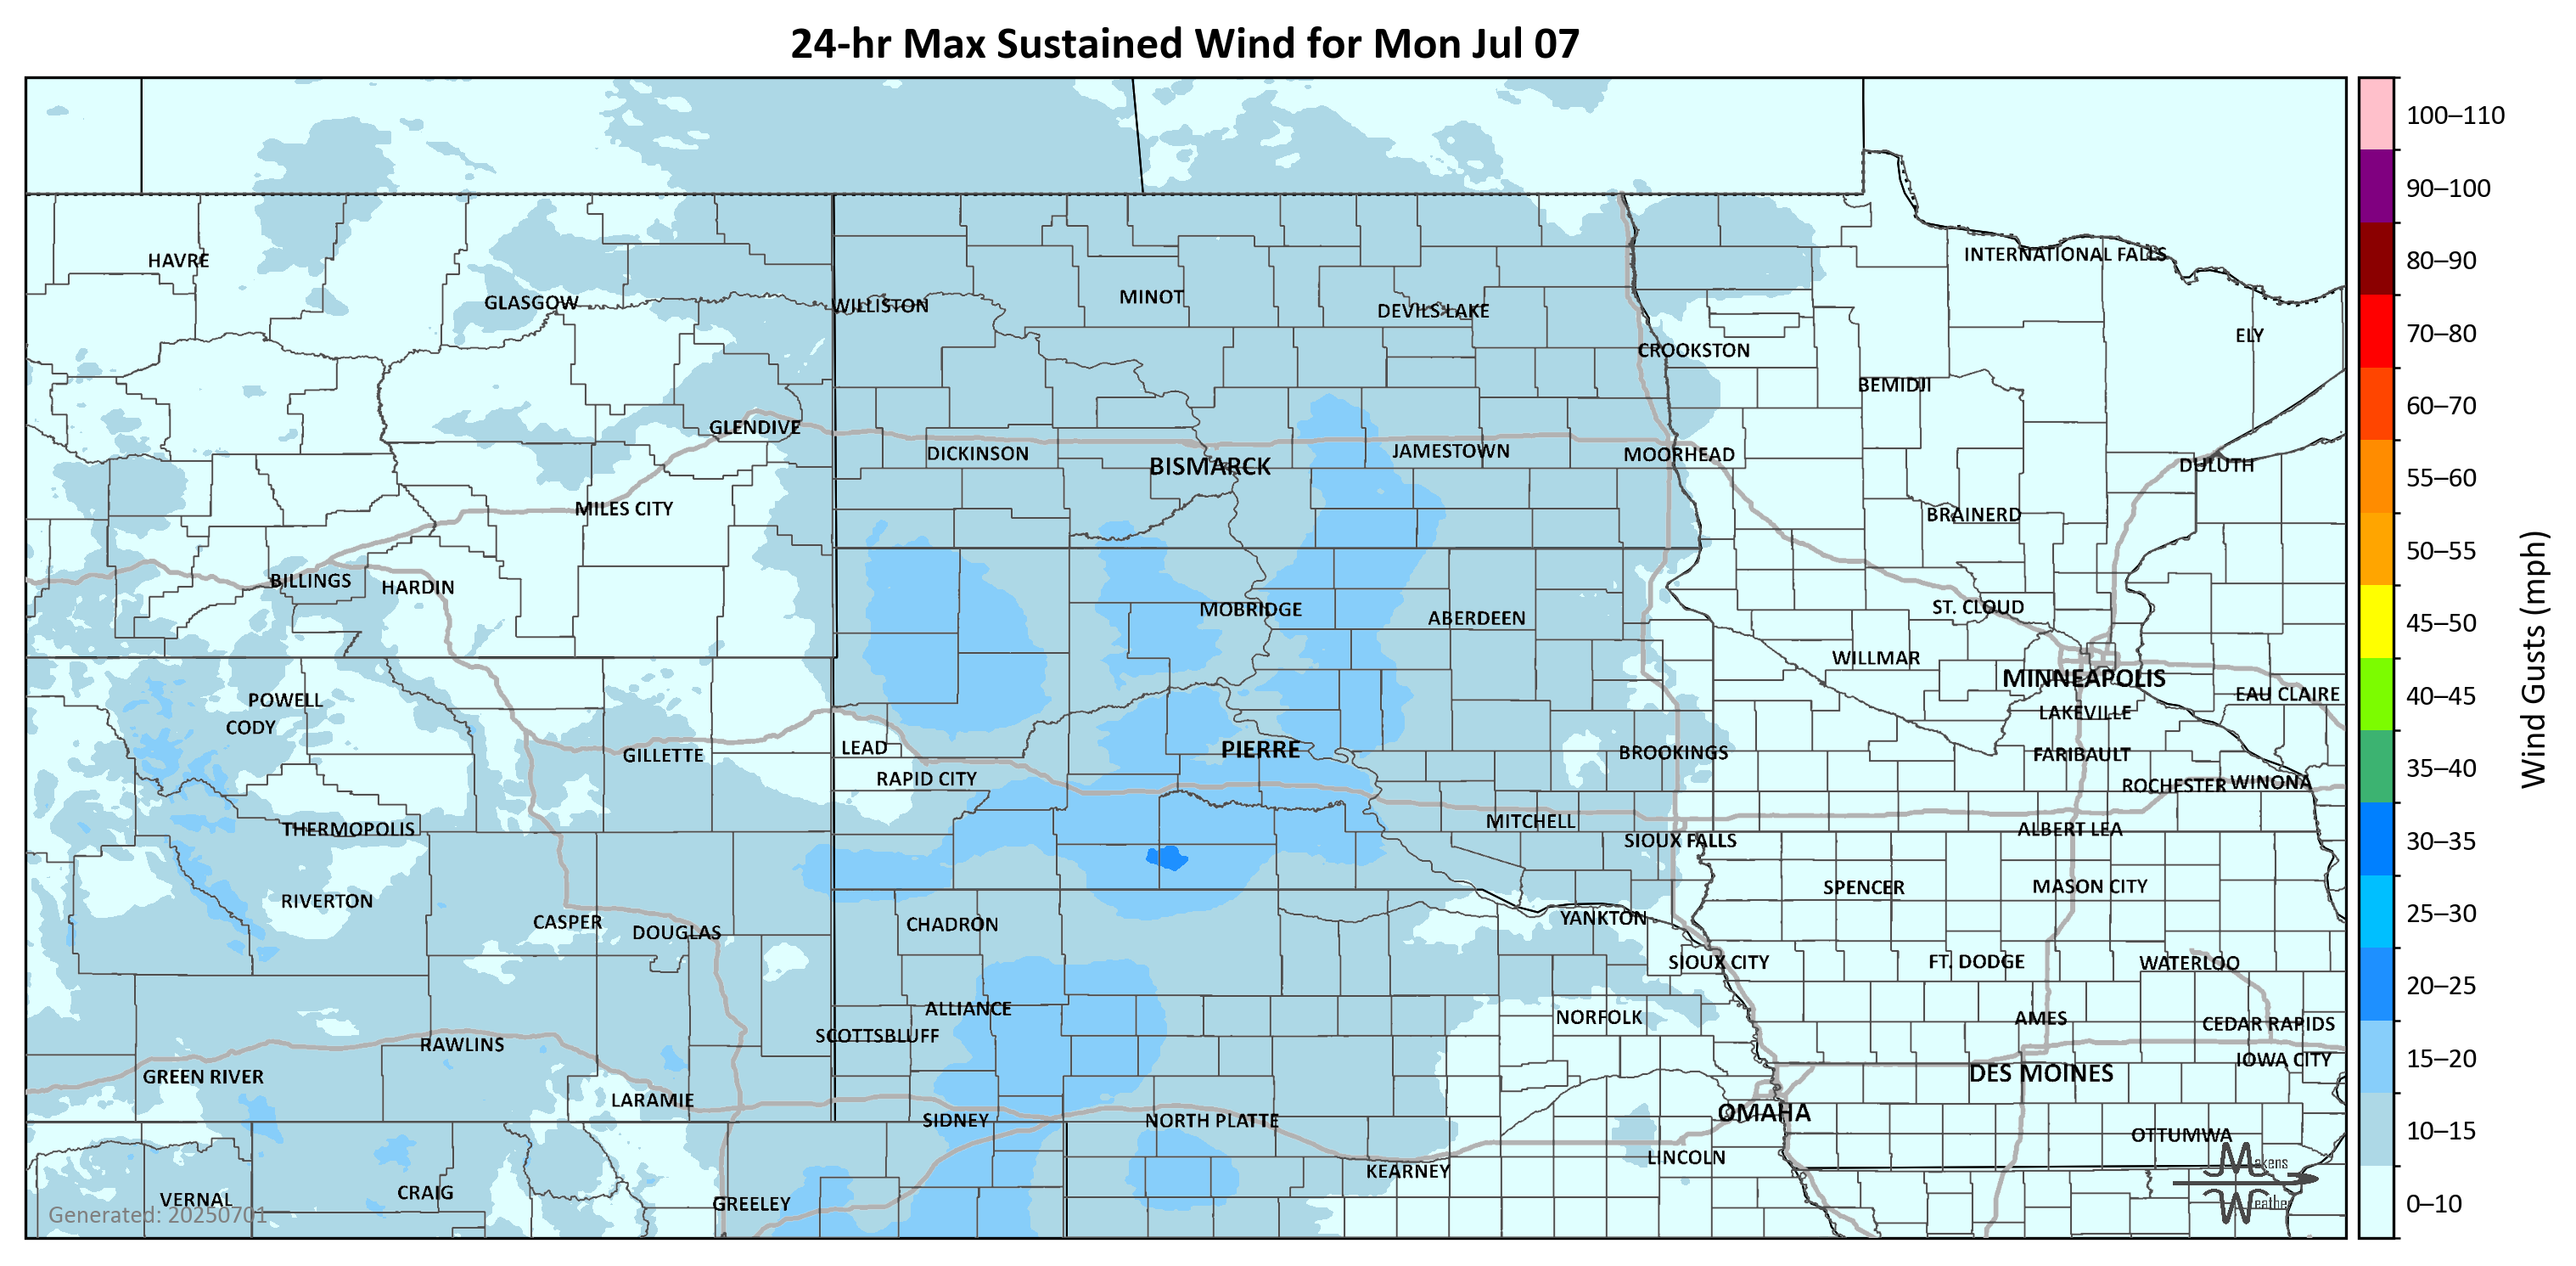 24-hr Max Sustained Wind for Mon Jul 07
100–110
90–100
80–90
70–80
60–70
55–60
50–55
45–50
40–45
35–40
30–35
25–30
20–25
15–20
10–15
0–10
Wind Gusts (mph)
HAVRE
INTERNATIONAL FALLS
GLASGOW
WILLISTON
MINOT
DEVILS LAKE
ELY
CROOKSTON
BEMIDJI
GLENDIVE
DICKINSON
BISMARCK
JAMESTOWN
MOORHEAD
DULUTH
MILES CITY
BRAINERD
BILLINGS
HARDIN
MOBRIDGE
ABERDEEN
ST. CLOUD
WILLMAR
MINNEAPOLIS
EAU CLAIRE
POWELL
CODY
LAKEVILLE
GILLETTE
LEAD
PIERRE
BROOKINGS
FARIBAULT
RAPID CITY
ROCHESTER
WINONA
THERMOPOLIS
MITCHELL
ALBERT LEA
SIOUX FALLS
RIVERTON
SPENCER
MASON CITY
CASPER
DOUGLAS
CHADRON
YANKTON
SIOUX CITY
FT. DODGE
WATERLOO
ALLIANCE
NORFOLK
AMES
CEDAR RAPIDS
SCOTTSBLUFF
RAWLINS
IOWA CITY
GREEN RIVER
DES MOINES
LARAMIE
OMAHA
SIDNEY
NORTH PLATTE
OTTUMWA
LINCOLN
KEARNEY
VERNAL
CRAIG
GREELEY
Generated: 20250701
Makens
Weather